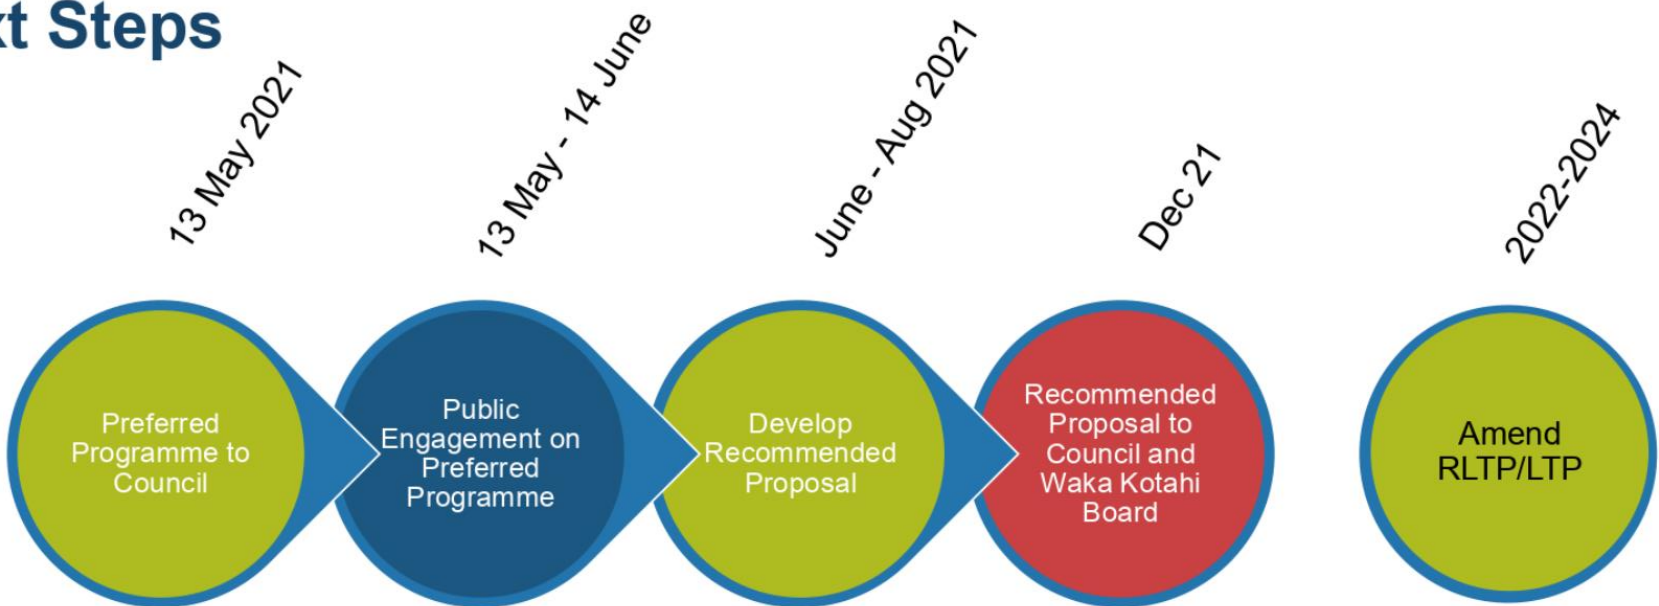 xt Steps
13 May 2021
13 May - 14 June
June - Aug 2021
Dec 21
2022-2024
Preferred
Programme to
Council
Public
Engagement on
Preferred
Programme
Develop
Recommended
Proposal
Recommended
Proposal to
Council and
Waka Kotahi
Board
Amend
RLTP/LTP